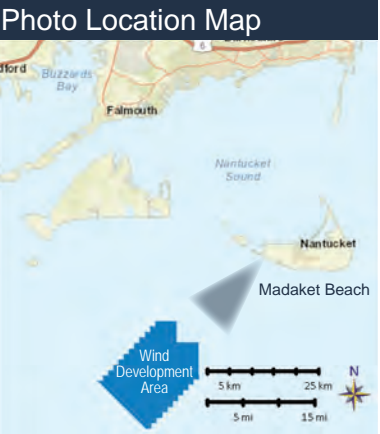 Photo Location Map
6
dford
Buzzards
Bay
Falmouth
Nantucket
Sound
Nantucket
Madaket Beach
Wind
Development
Area
N
5 km 25 km
5 mi 15 mi